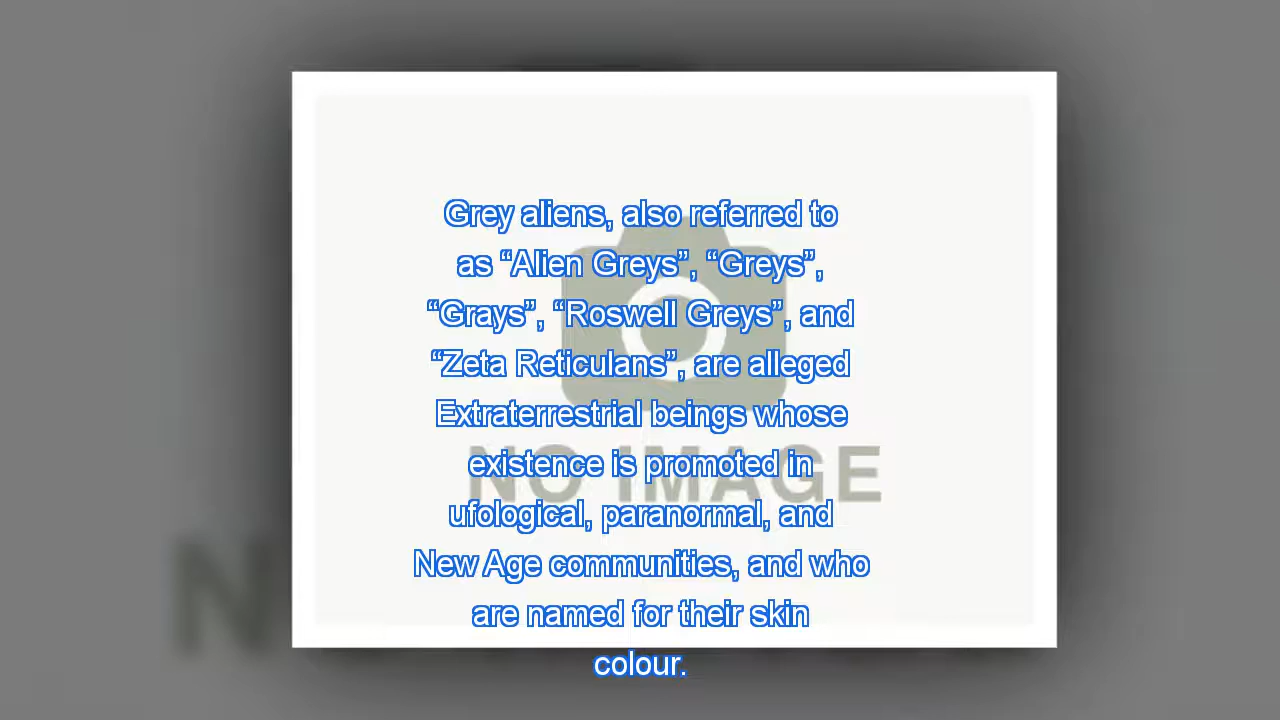 Grey aliens, also referred to
as “Alien Greys”, “Greys”,
“Grays”, “Roswell Greys”, and
“Zeta Reticulans”, are alleged
Extraterrestrial beings whose
existence is promoted in
NO IMAGE
ufological, paranormal, and
New Age communities, and who
are named for their skin
colour.
N